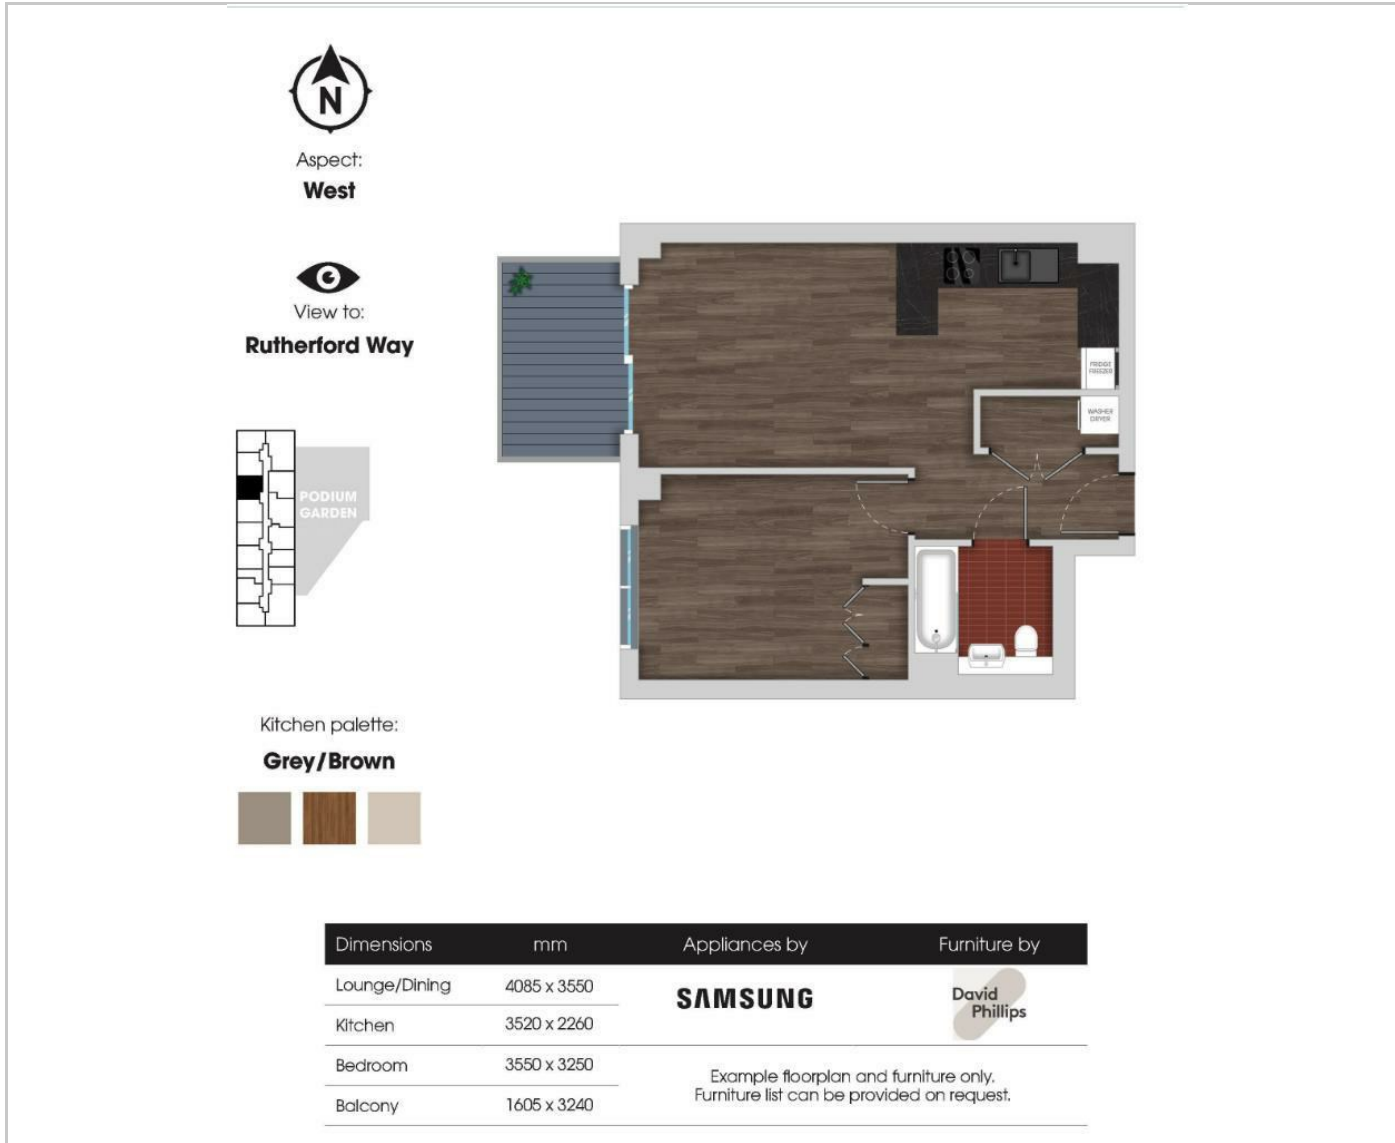 N
Aspect:
West
View to:
Rutherford Way
PODIUM
GARDEN
FRIDGE
FREEZER
WASHER
DRYER
Kitchen palette:
Grey/Brown
Dimensions mm Appliances by Furniture by
Lounge/Dining 4085 x 3550
SAMSUNG
David
Phillips
Kitchen 3520 x 2260
Bedroom 3550 x 3250
Example floorplan and furniture only.
Furniture list can be provided on request.
Balcony 1605 x 3240